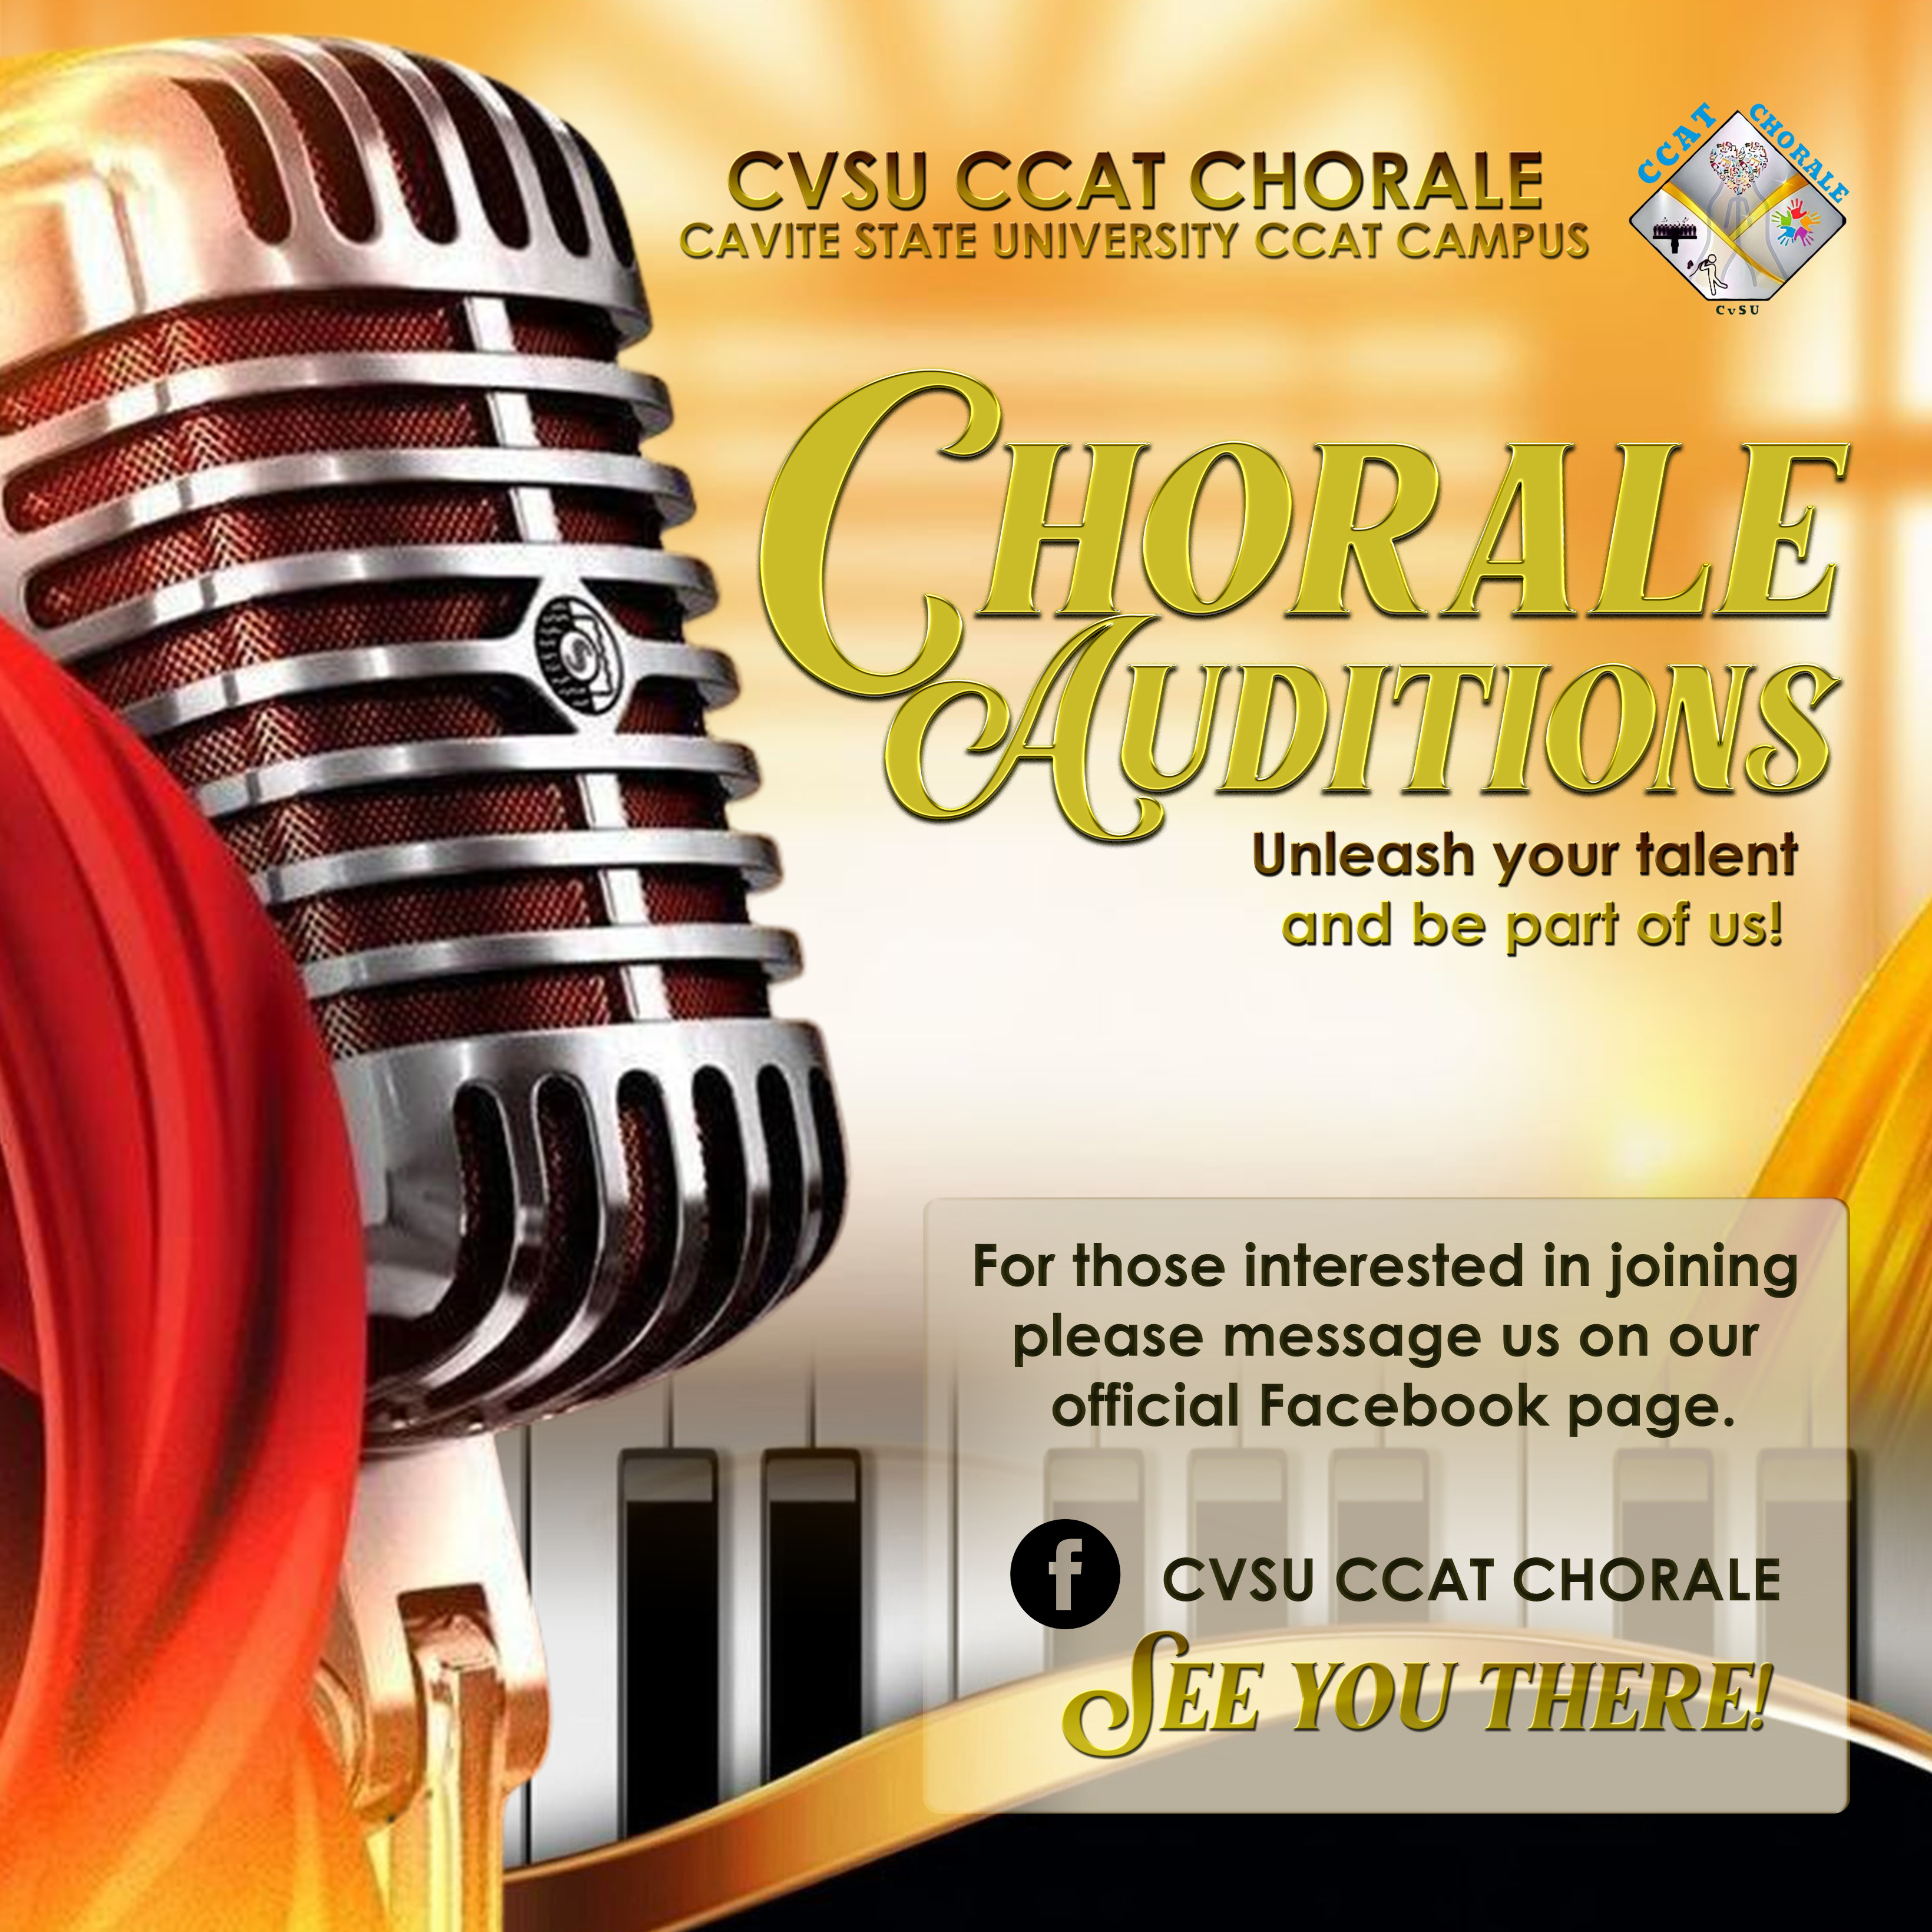 CVSU CCAT CHORALE
CAVITE STATE UNIVERSITY CCAT CAMPUS
CCAT CHORALE
CvSU
CHORALE
AUDITIONS
Unleash your talent
and be part of us!
For those interested in joining
please message us on our
official Facebook page.
f CVSU CCAT CHORALE
SEE YOU THERE!